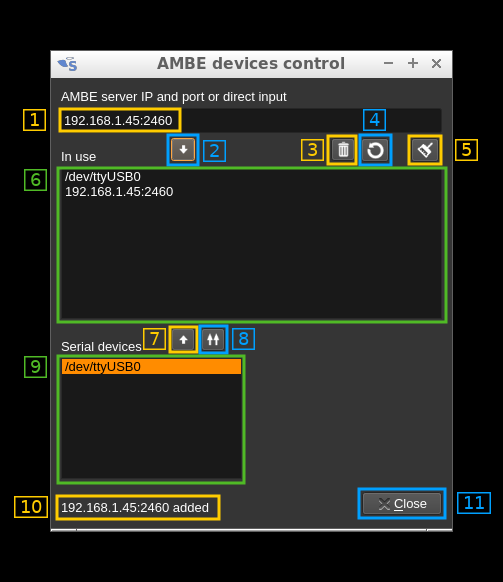 AMBE devices control
AMBE server IP and port or direct input
1
192.168.1.45:2460
4
In use
2
3
5
6
/dev/ttyUSB0
192.168.1.45:2460
Serial devices
7
8
9
/dev/ttyUSB0
10
192.168.1.45:2460 added
Close
11